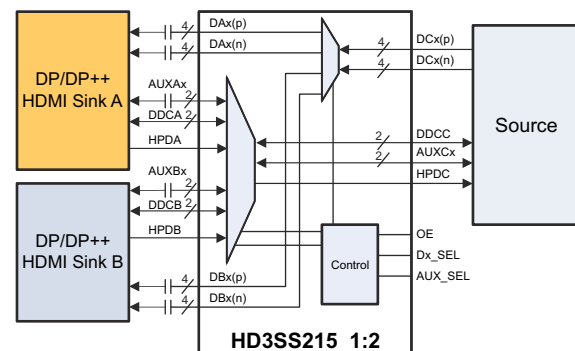 DP/DP++
HDMI Sink A
4
DAx(p)
4
DAx(n)
AUXAx
2
DDCA
2
HPDA
AUXBx
2
DDCB
2
HPDB
DP/DP++
HDMI Sink B
4
DBx(p)
4
DBx(n)
4
DCx(p)
4
DCx(n)
Source
2
DDCC
2
AUXCx
HPDC
Control
OE
Dx_SEL
AUX_SEL
HD3SS215 1:2